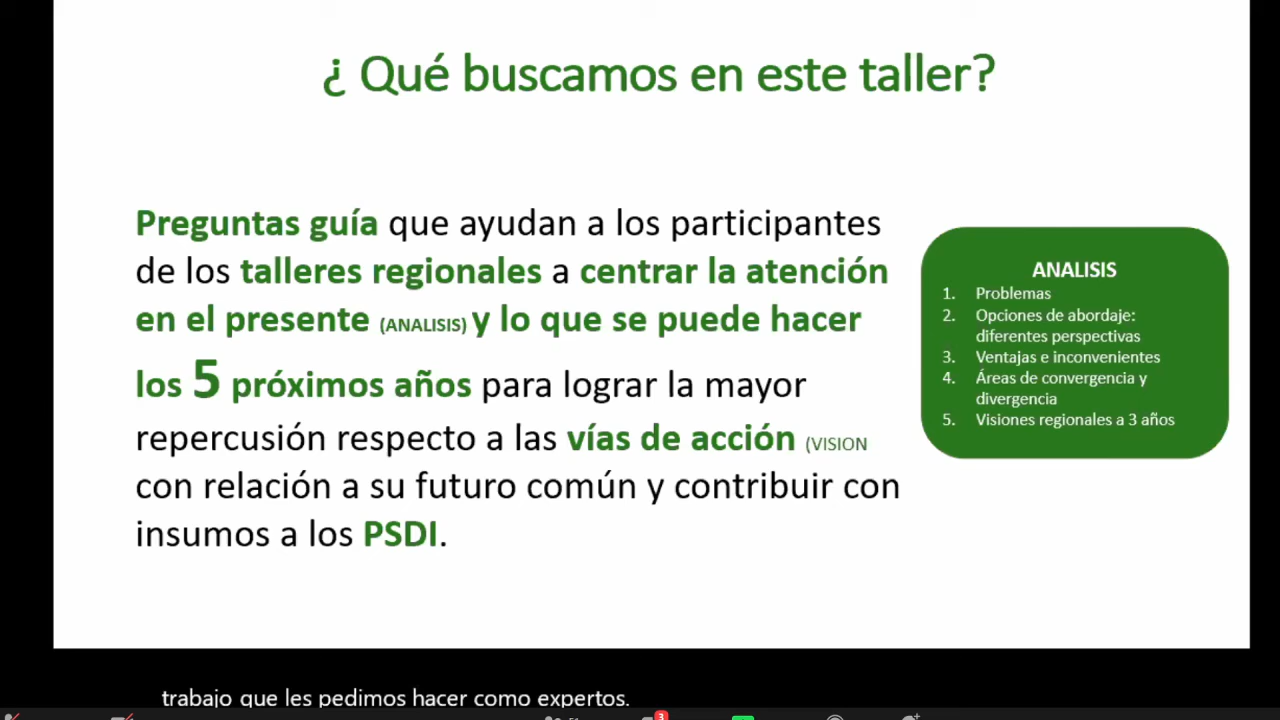 ¿ Qué buscamos en este taller?
Preguntas guía que ayudan a los participantes
de los talleres regionales a centrar la atención
en el presente (ANALISIS) y lo que se puede hacer
los 5 próximos años para lograr la mayor
repercusión respecto a las vías de acción (VISION
con relación a su futuro común y contribuir con
insumos a los PSDI.
ANALISIS
1. Problemas
2. Opciones de abordaje:
diferentes perspectivas
3. Ventajas e inconvenientes
4. Áreas de convergencia y
divergencia
5. Visiones regionales a 3 años
trabajo que les pedimos hacer como expertos.
3